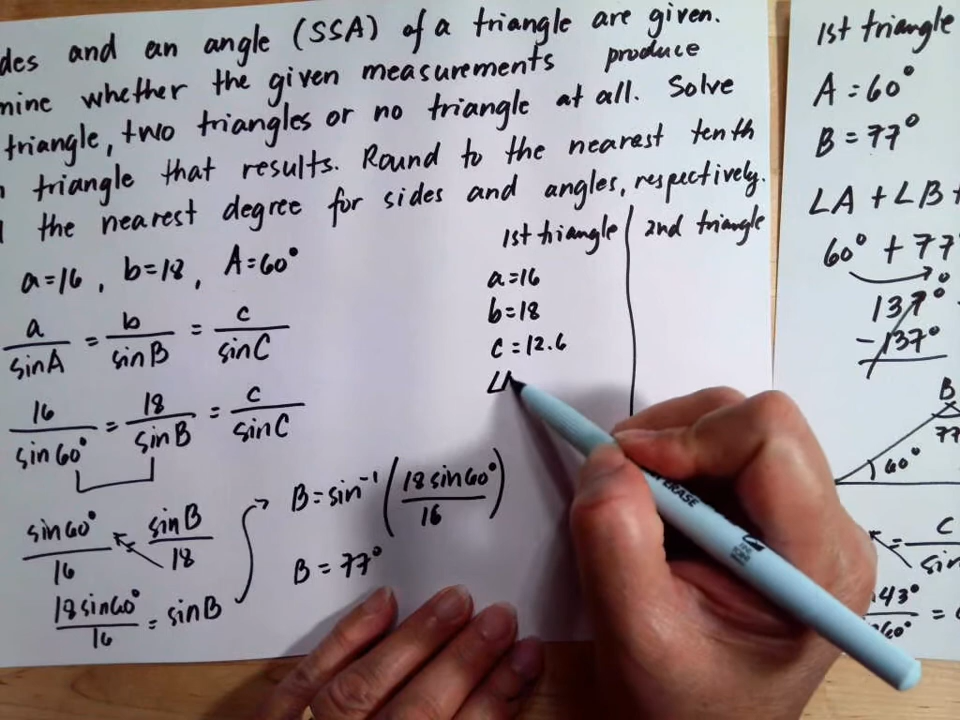 des and an angle (SSA) of a triangle are given.
mine whether the given measurements produce
triangle, two triangles or no triangle at all. Solve
triangle that results. Round to the nearest tenth
the nearest degree for sides and angles, respectively.
a=16, b=18, A=60°
a/sinA = b/sinB = c/sinC
16/sin60° = 18/sinB = c/sinC
sin60°/16 = sinB/18
18sin60°/16 = sinB
B = sin⁻¹(18sin60°/16)
B = 77°
1st triangle
a=16
b=18
c=12.6
2nd triangle
1st triangle
A=60°
B=77°
∠A + ∠B +
60° + 77°
137°
-137°
B
77
60°
= c/sin
43°
60° =